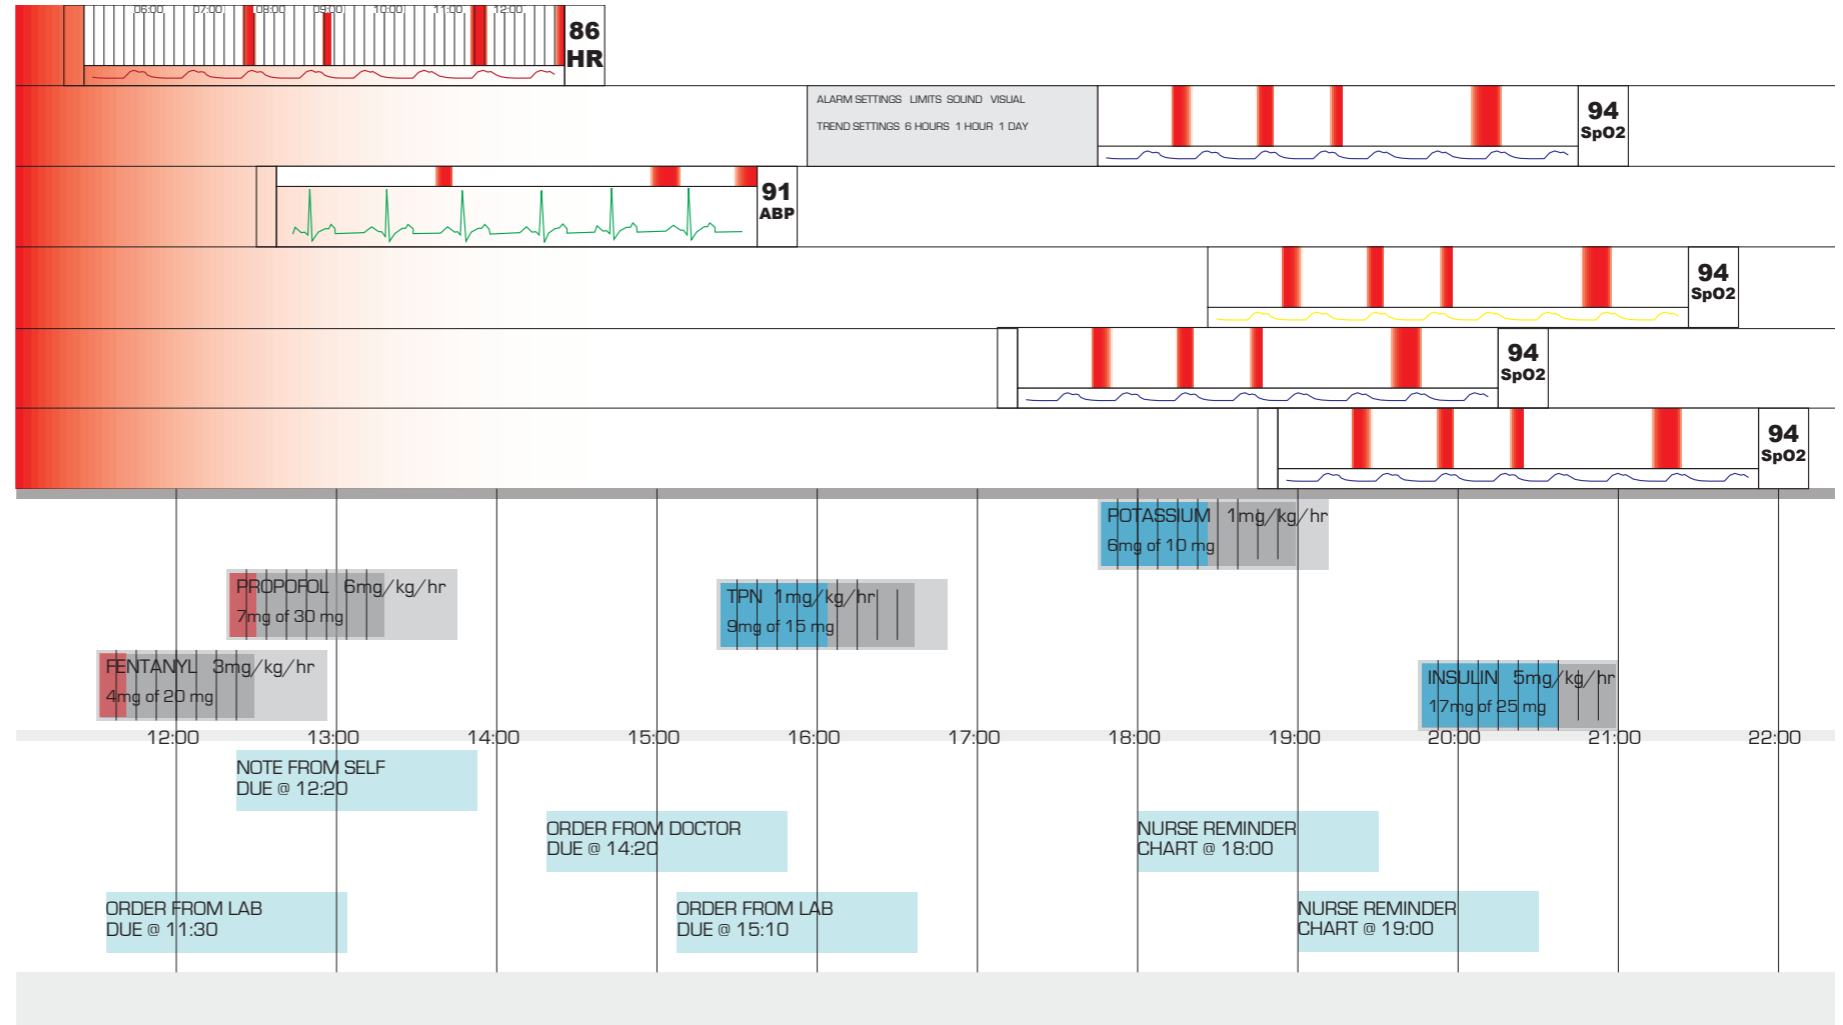 06:00 07:00 08:00 09:00 10:00 11:00 12:00
86
HR
ALARM SETTINGS LIMITS SOUND VISUAL
TREND SETTINGS 6 HOURS 1 HOUR 1 DAY
94
SpO2
91
ABP
94
SpO2
94
SpO2
94
SpO2
POTASSIUM 1mg/kg/hr
6mg of 10 mg
PROPOFOL 6mg/kg/hr
7mg of 30 mg
TPN 1mg/kg/hr
9mg of 15 mg
FENTANYL 3mg/kg/hr
4mg of 20 mg
INSULIN 5mg/kg/hr
17mg of 25 mg
12:00 13:00 14:00 15:00 16:00 17:00 18:00 19:00 20:00 21:00 22:00
NOTE FROM SELF
DUE @ 12:20
ORDER FROM DOCTOR
DUE @ 14:20
NURSE REMINDER
CHART @ 18:00
ORDER FROM LAB
DUE @ 11:30
ORDER FROM LAB
DUE @ 15:10
NURSE REMINDER
CHART @ 19:00